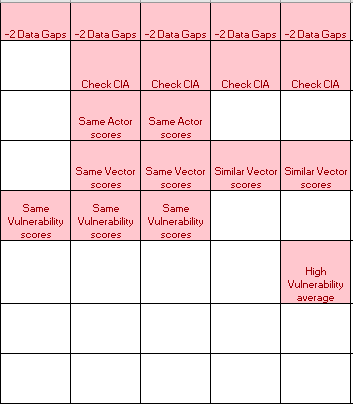 -2 Data Gaps -2 Data Gaps -2 Data Gaps -2 Data Gaps -2 Data Gaps
Check CIA Check CIA Check CIA Check CIA
Same Actor Same Actor
scores scores
Same Vector Same Vector Similar Vector Similar Vector
scores scores scores scores
Same Same Same
Vulnerability Vulnerability Vulnerability
scores scores scores
High
Vulnerability
average